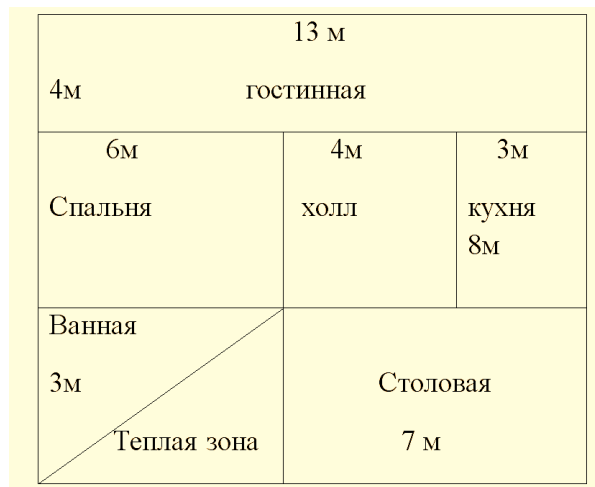 13 м
4м гостинная
6м 4м 3м
Спальня холл кухня
8м
Ванная
3м Столовая
Теплая зона 7 м